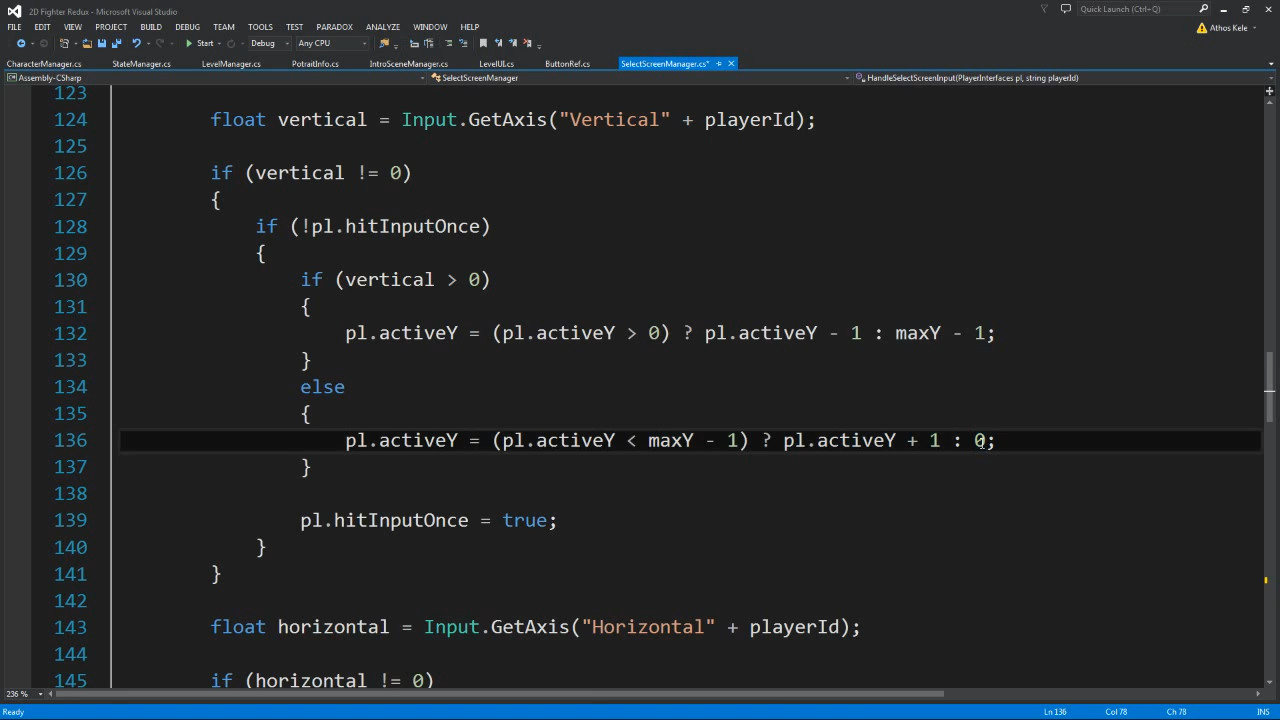 2D Fighter Redux - Microsoft Visual Studio
Quick Launch (Ctrl+Q)
FILE EDIT VIEW PROJECT BUILD DEBUG TEAM TOOLS TEST PARADOX ANALYZE WINDOW HELP
Athos Kele
Start Debug Any CPU
CharacterManager.cs StateManager.cs LevelManager.cs PotraitInfo.cs IntroSceneManager.cs LevelUI.cs ButtonRef.cs SelectScreenManager.cs*
Assembly-CSharp SelectScreenManager HandleSelectScreenInput(PlayerInterfaces pl, string playerId)
123
124 float vertical = Input.GetAxis("Vertical" + playerId);
125
126 if (vertical != 0)
127 {
128 if (!pl.hitInputOnce)
129 {
130 if (vertical > 0)
131 {
132 pl.activeY = (pl.activeY > 0) ? pl.activeY - 1 : maxY - 1;
133 }
134 else
135 {
136 pl.activeY = (pl.activeY < maxY - 1) ? pl.activeY + 1 : 0;
137 }
138
139 pl.hitInputOnce = true;
140 }
141 }
142
143 float horizontal = Input.GetAxis("Horizontal" + playerId);
144
145 if (horizontal != 0)
236 %
Ready Ln 136 Col 78 Ch 78 INS